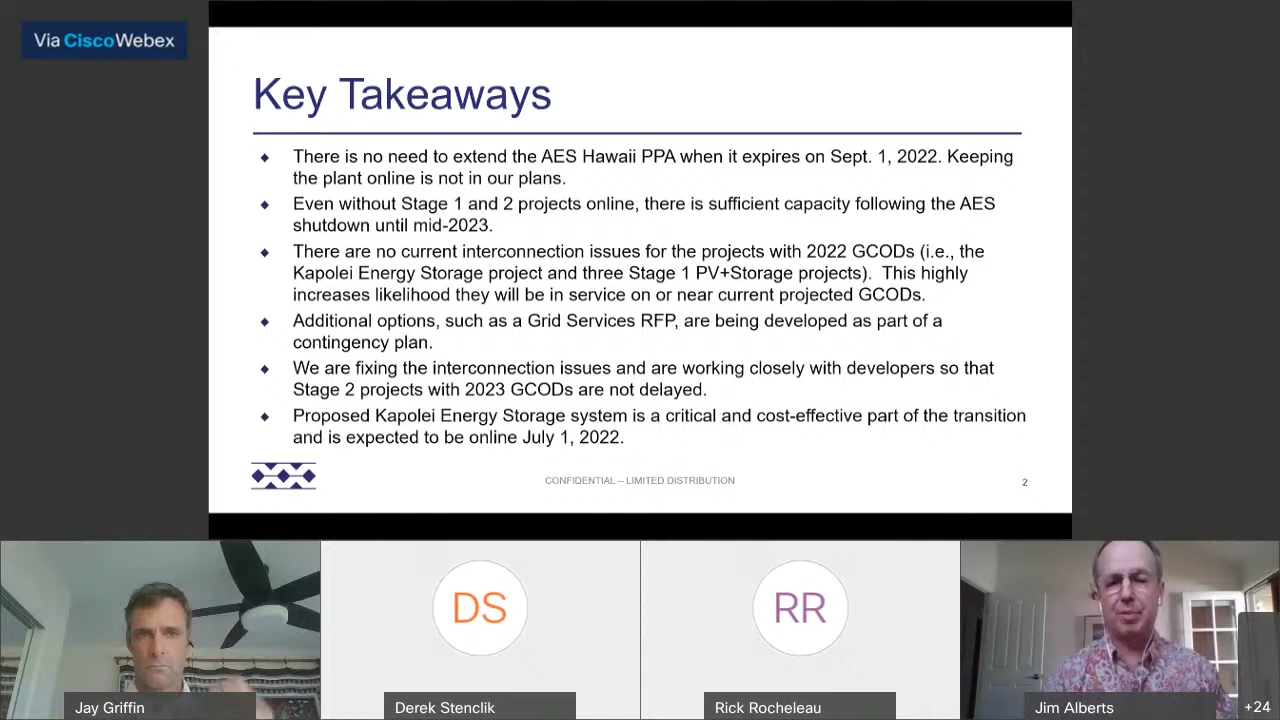 Via CiscoWebex
Key Takeaways
There is no need to extend the AES Hawaii PPA when it expires on Sept. 1, 2022. Keeping
the plant online is not in our plans.
Even without Stage 1 and 2 projects online, there is sufficient capacity following the AES
shutdown until mid-2023.
There are no current interconnection issues for the projects with 2022 GCODs (i.e., the
Kapolei Energy Storage project and three Stage 1 PV+Storage projects). This highly
increases likelihood they will be in service on or near current projected GCODs.
Additional options, such as a Grid Services RFP, are being developed as part of a
contingency plan.
We are fixing the interconnection issues and are working closely with developers so that
Stage 2 projects with 2023 GCODs are not delayed.
Proposed Kapolei Energy Storage system is a critical and cost-effective part of the transition
and is expected to be online July 1, 2022.
CONFIDENTIAL – LIMITED DISTRIBUTION
2
DS
RR
Jay Griffin
Derek Stenclik
Rick Rocheleau
Jim Alberts
+24